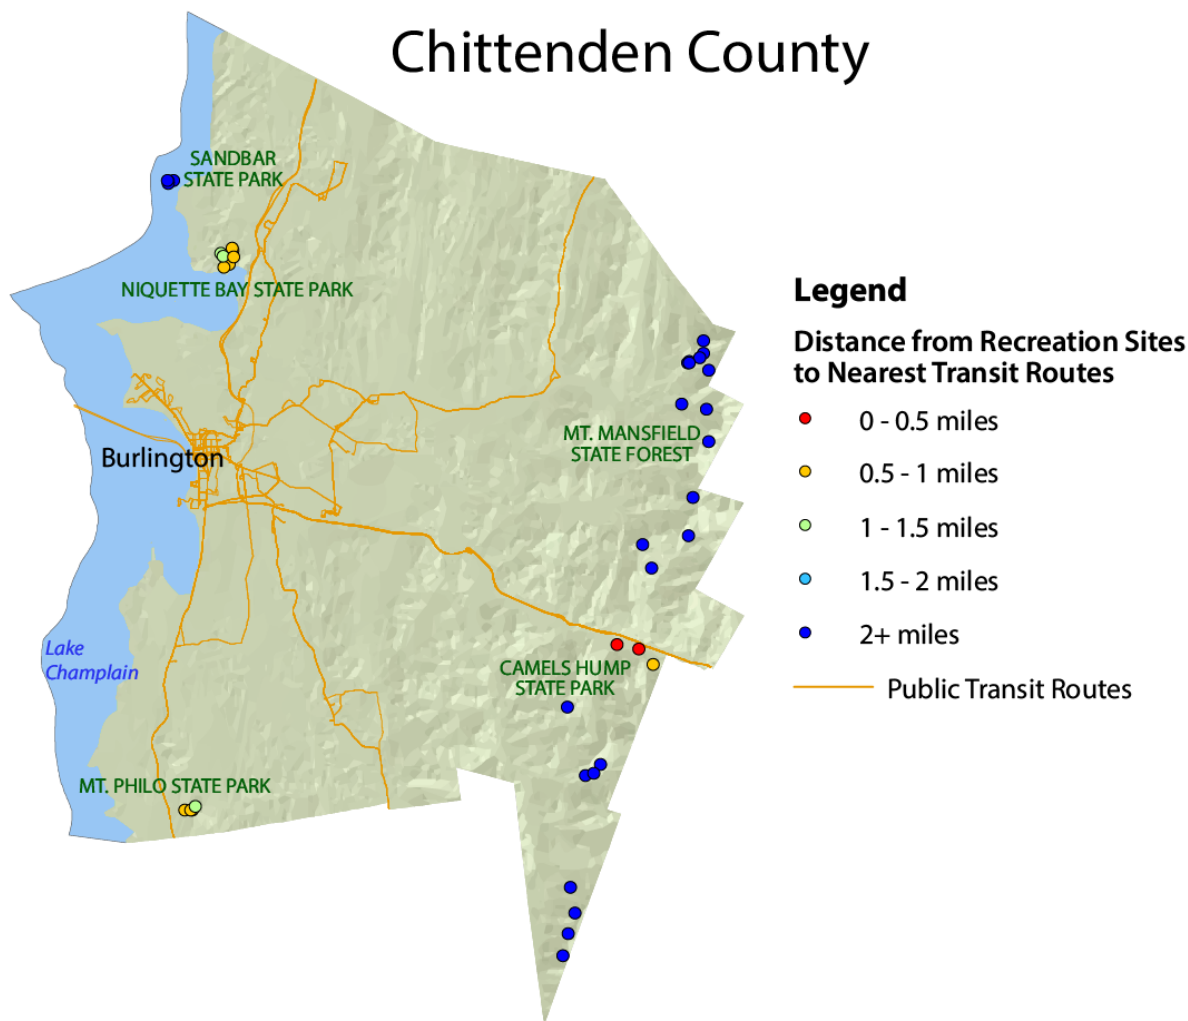 Chittenden County
SANDBAR
STATE PARK
NIQUETTE BAY STATE PARK
MT. MANSFIELD
STATE FOREST
Burlington
Lake
Champlain
CAMELS HUMP
STATE PARK
MT. PHILO STATE PARK
Legend
Distance from Recreation Sites
to Nearest Transit Routes
0 - 0.5 miles
0.5 - 1 miles
1 - 1.5 miles
1.5 - 2 miles
2+ miles
Public Transit Routes